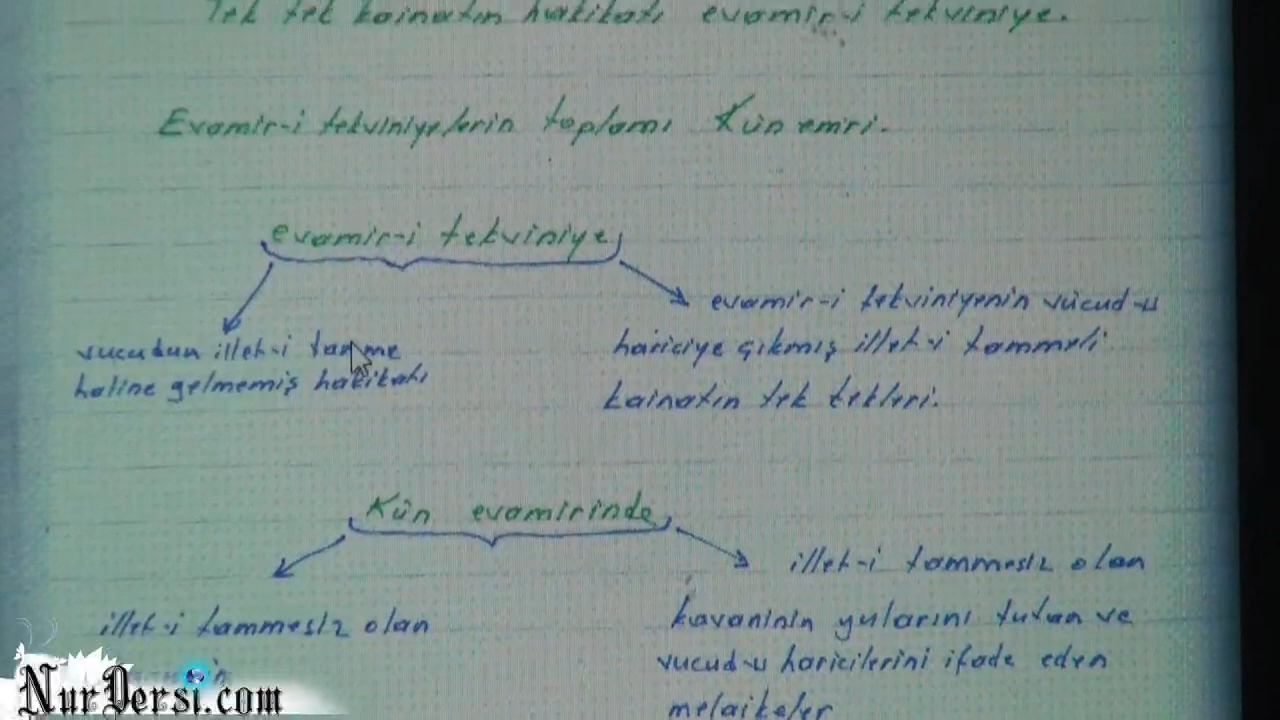 Tek tek kainatın hakikatı evamir-i tekviniye.
Evamir-i tekviniyelerin toplamı Kün emri.
evamir-i tekviniye
vucudun illet-i tamme
haline gelmemiş hakikatı
evamir-i tekviniyenin vücud-u
hariciye çıkmış illet-i tammeli
kainatın tek tekleri.
Kün evamirinde
illet-i tammesiz olan
illet-i tammesiz olan
kavaninin yularını tutan ve
vucud-u haricilerini ifade eden
melaikeler
NurDersi.com